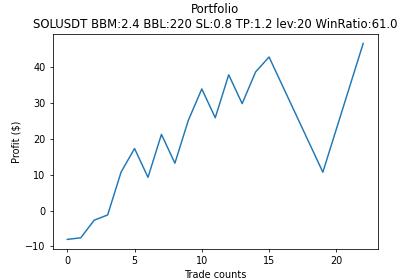 Portfolio
SOLUSDT BBM:2.4 BBL:220 SL:0.8 TP:1.2 lev:20 WinRatio:61.0
Profit ($)
40
30
20
10
0
−10
0 5 10 15 20
Trade counts